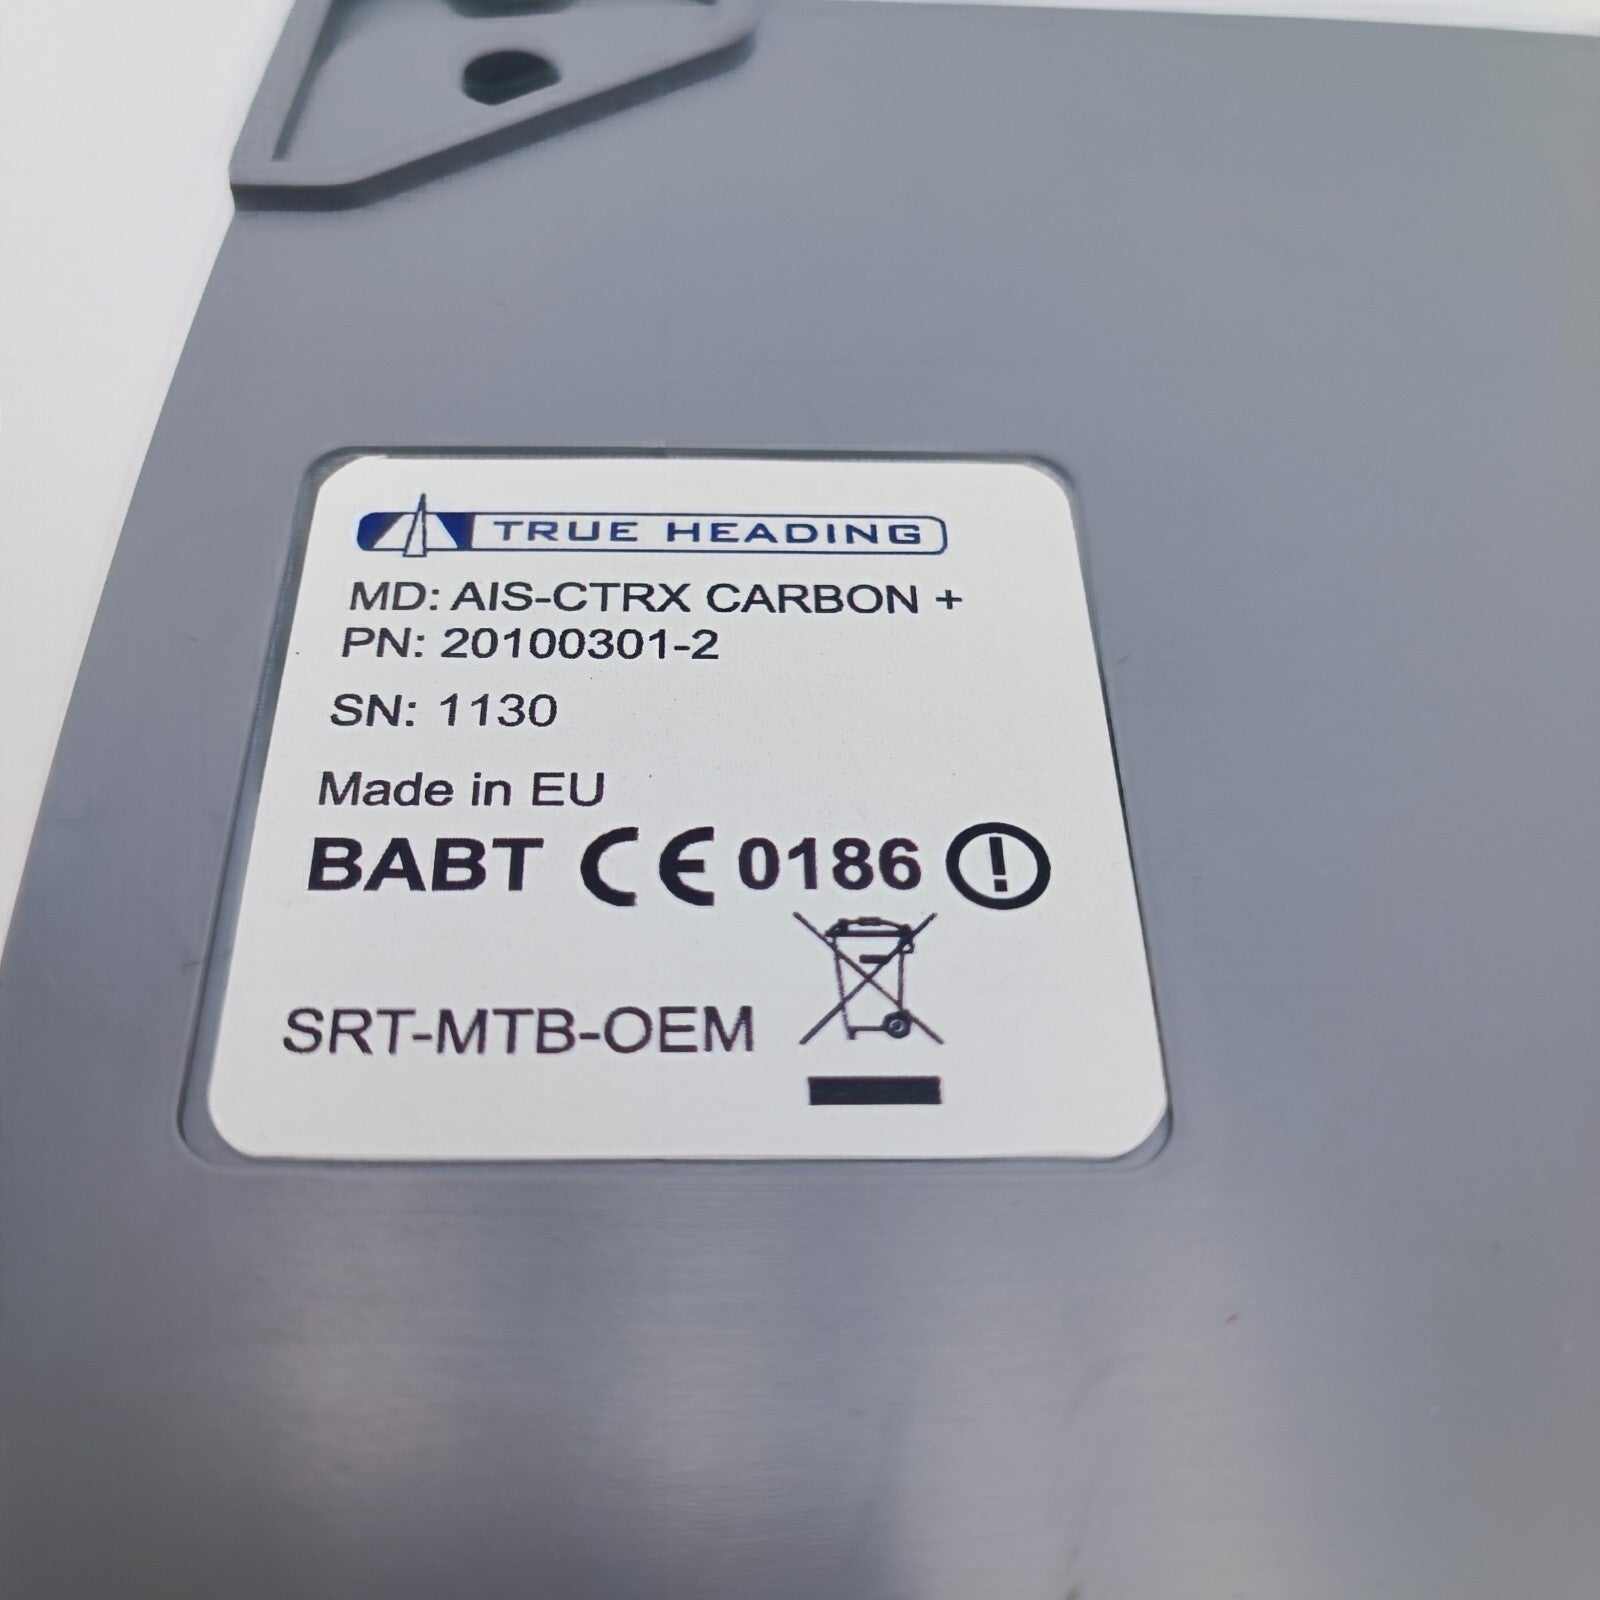 TRUE HEADING
MD: AIS-CTRX CARBON +
PN: 20100301-2
SN: 1130
Made in EU
BABT CE 0186
SRT-MTB-OEM